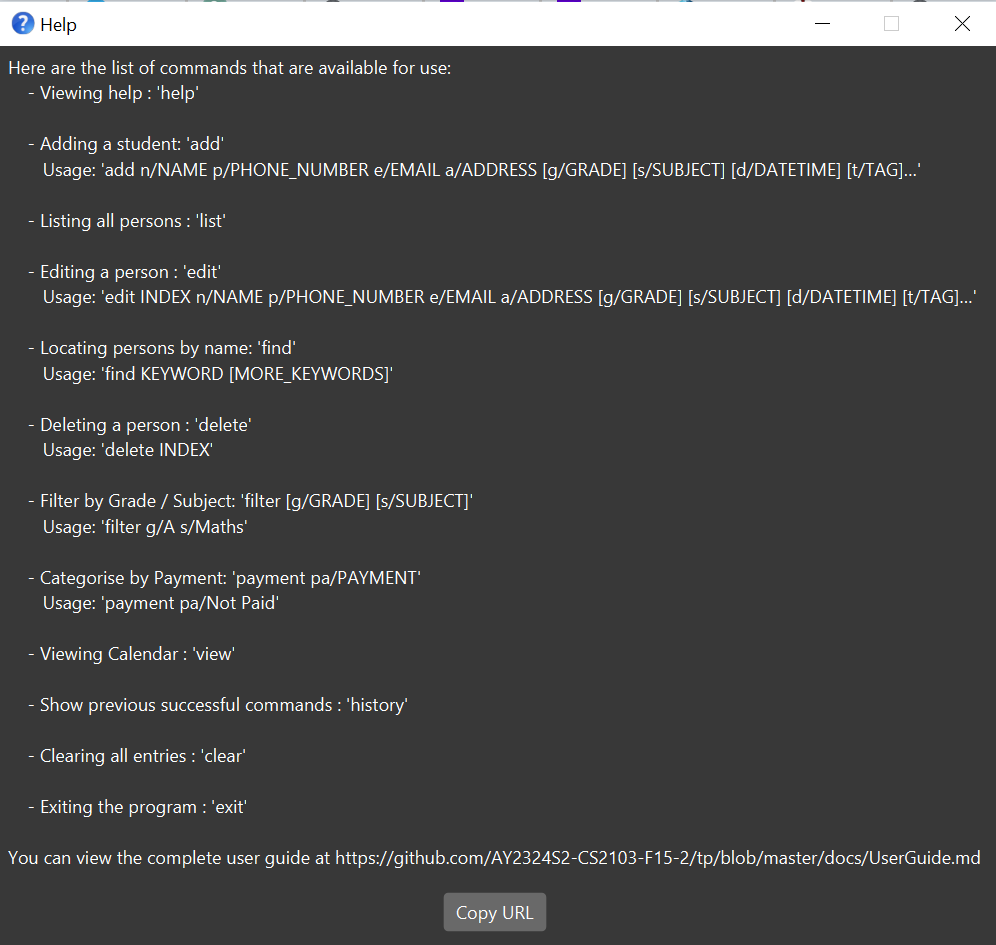 Help
Here are the list of commands that are available for use:
- Viewing help : 'help'
- Adding a student: 'add'
Usage: 'add n/NAME p/PHONE_NUMBER e/EMAIL a/ADDRESS [g/GRADE] [s/SUBJECT] [d/DATETIME] [t/TAG]...'
- Listing all persons : 'list'
- Editing a person : 'edit'
Usage: 'edit INDEX n/NAME p/PHONE_NUMBER e/EMAIL a/ADDRESS [g/GRADE] [s/SUBJECT] [d/DATETIME] [t/TAG]...'
- Locating persons by name: 'find'
Usage: 'find KEYWORD [MORE_KEYWORDS]'
- Deleting a person : 'delete'
Usage: 'delete INDEX'
- Filter by Grade / Subject: 'filter [g/GRADE] [s/SUBJECT]'
Usage: 'filter g/A s/Maths'
- Categorise by Payment: 'payment pa/PAYMENT'
Usage: 'payment pa/Not Paid'
- Viewing Calendar : 'view'
- Show previous successful commands : 'history'
- Clearing all entries : 'clear'
- Exiting the program : 'exit'
You can view the complete user guide at https://github.com/AY2324S2-CS2103-F15-2/tp/blob/master/docs/UserGuide.md
Copy URL